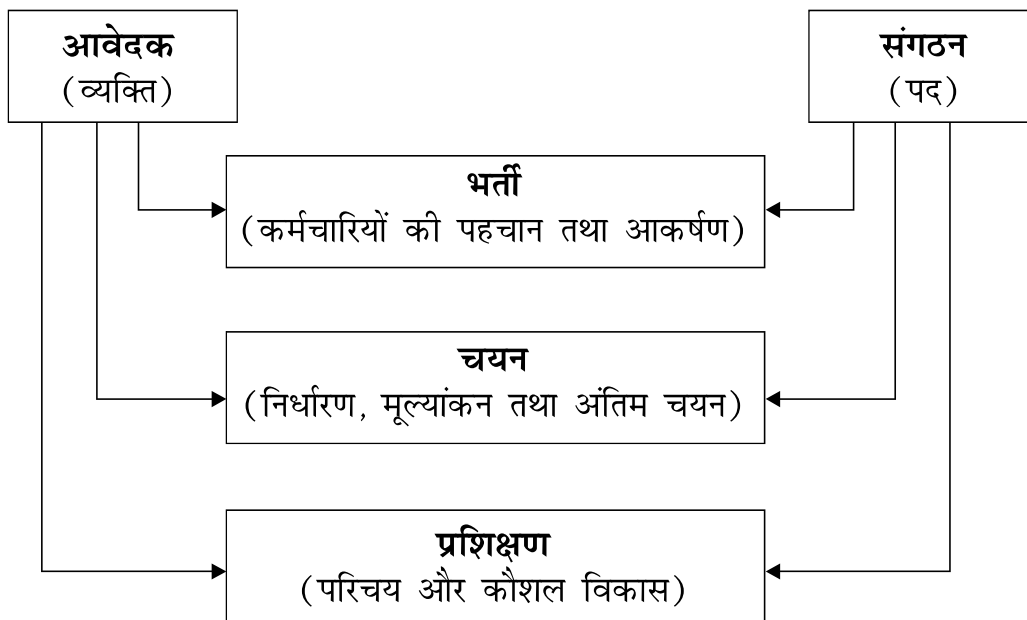 आवेदक
(व्यक्ति)
संगठन
(पद)
भर्ती
(कर्मचारियों की पहचान तथा आकर्षण)
चयन
(निर्धारण, मूल्यांकन तथा अंतिम चयन)
प्रशिक्षण
(परिचय और कौशल विकास)